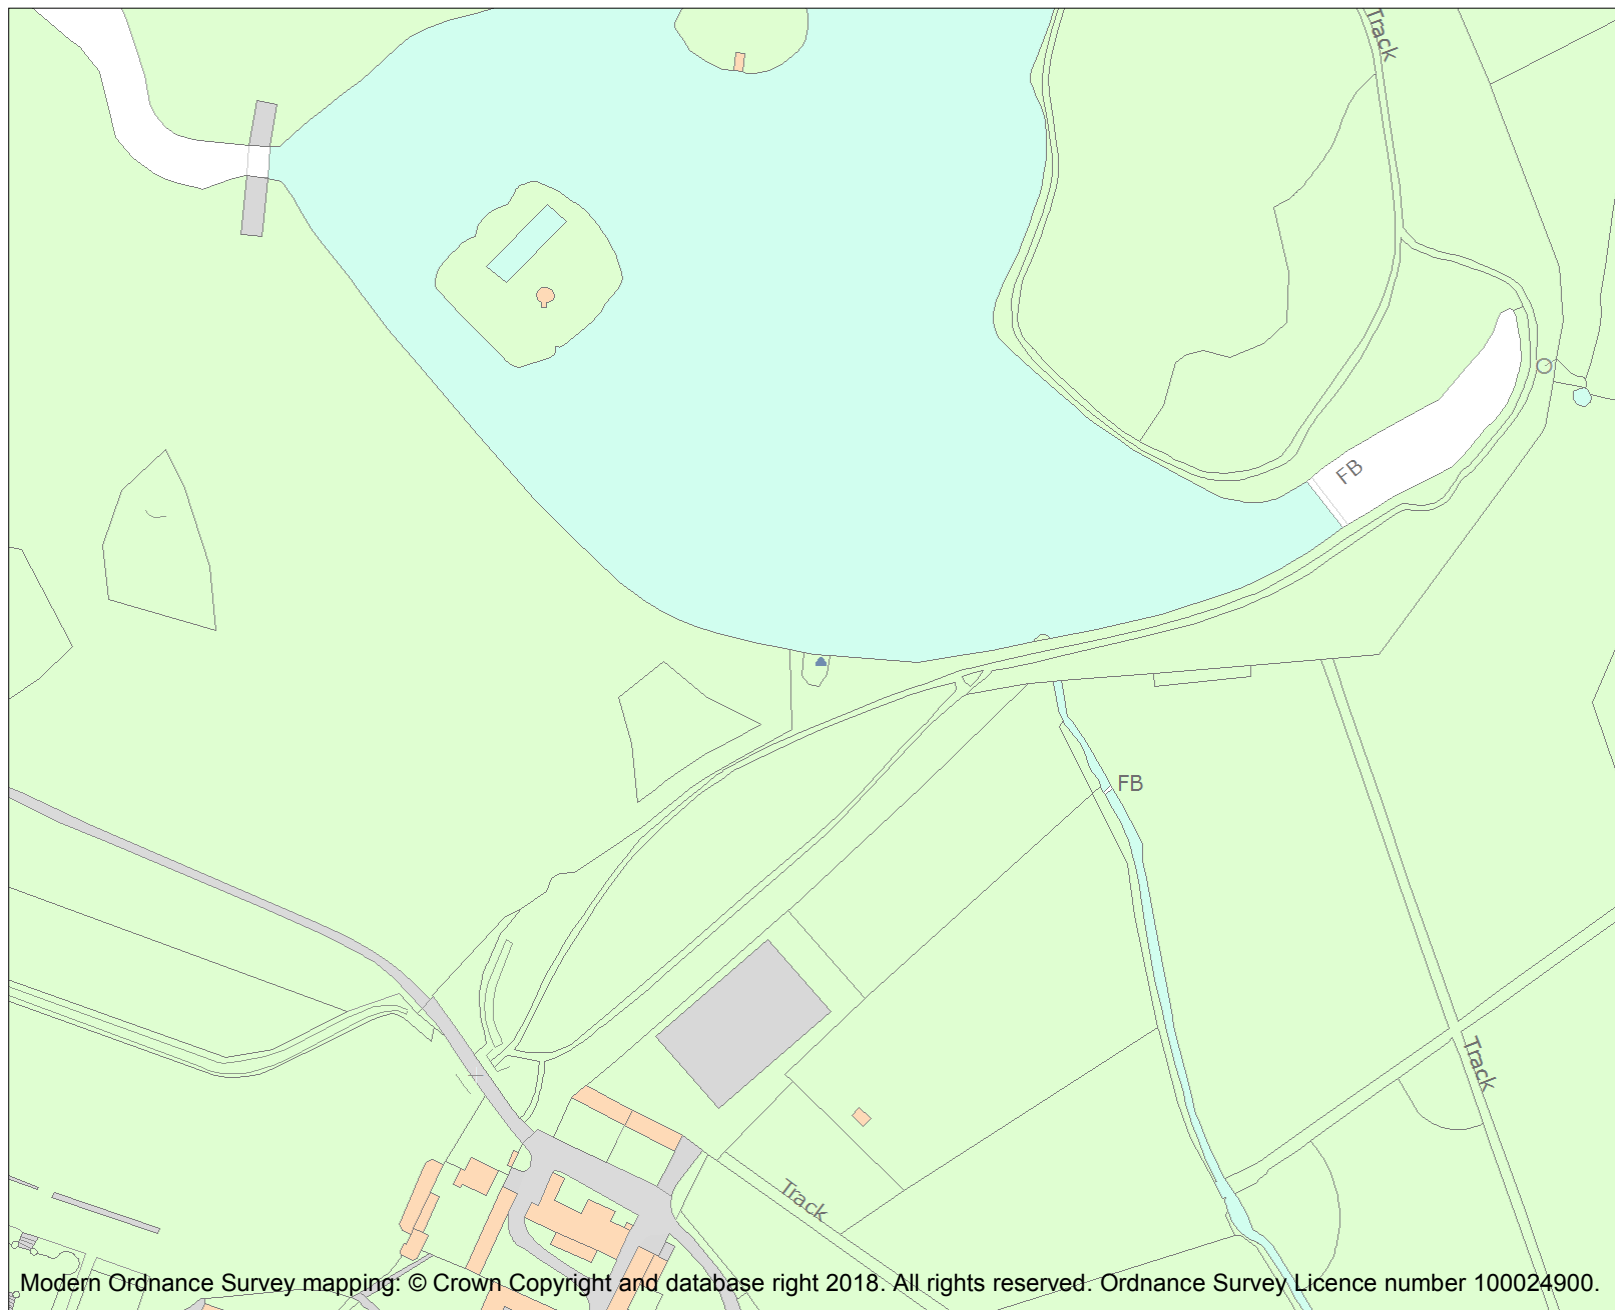 Track
FB
FB
Track
Track
Modern Ordnance Survey mapping: © Crown Copyright and database right 2018. All rights reserved. Ordnance Survey Licence number 100024900.